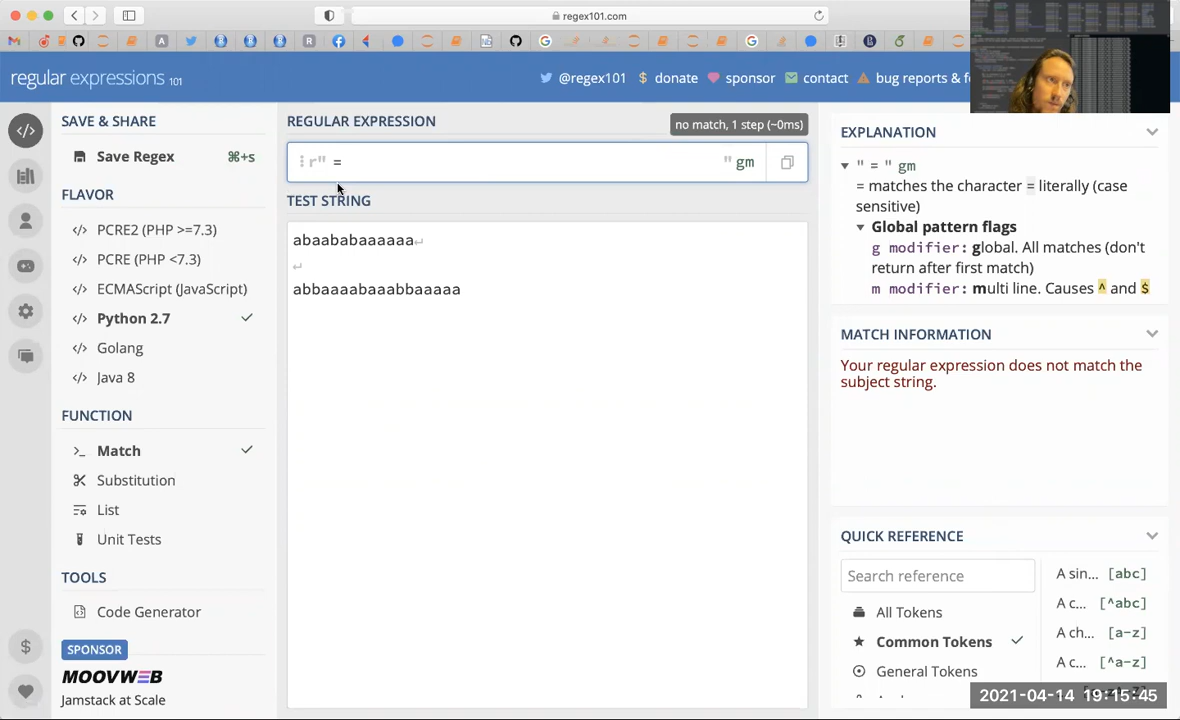 regex101.com
regular expressions 101
@regex101
$ donate
sponsor
contact
bug reports & f
SAVE & SHARE
Save Regex
⌘+s
FLAVOR
</> PCRE2 (PHP >=7.3)
</> PCRE (PHP <7.3)
</> ECMAScript (JavaScript)
</> Python 2.7
</> Golang
</> Java 8
FUNCTION
Match
Substitution
List
Unit Tests
TOOLS
Code Generator
SPONSOR
MOOVWEB
Jamstack at Scale
REGULAR EXPRESSION
no match, 1 step (~0ms)
r" =
" gm
TEST STRING
abaababaaaaaa
abbaaaabaaabbaaaaa
EXPLANATION
" = " gm
= matches the character = literally (case
sensitive)
Global pattern flags
g modifier: global. All matches (don't
return after first match)
m modifier: multi line. Causes ^ and $
MATCH INFORMATION
Your regular expression does not match the
subject string.
QUICK REFERENCE
Search reference
All Tokens
Common Tokens
General Tokens
A sin... [abc]
A c... [^abc]
A ch... [a-z]
A c... [^a-z]
2021-04-14 19:15:45